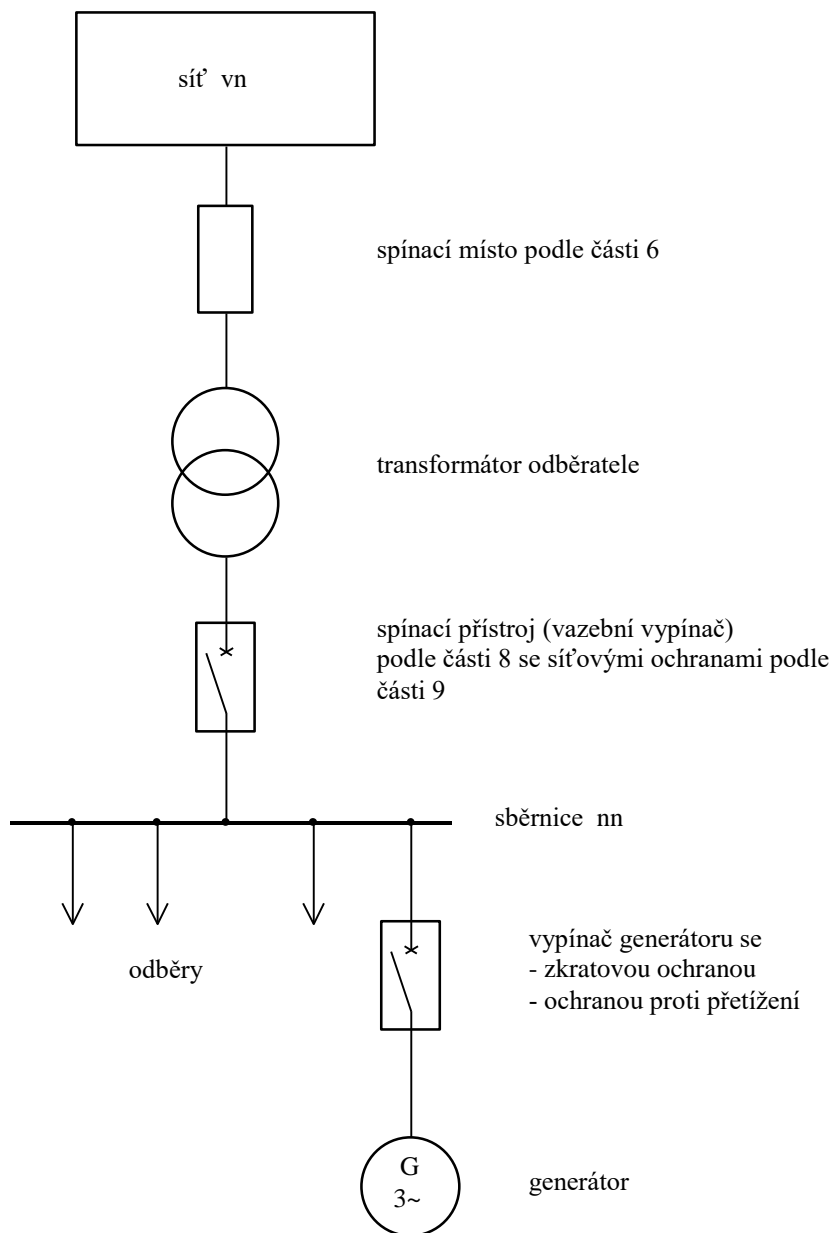 síť vn
spínací místo podle části 6
transformátor odběratele
spínací přístroj (vazební vypínač)
podle části 8 se síťovými ochranami podle
části 9
sběrnice nn
odběry
vypínač generátoru se
- zkratovou ochranou
- ochranou proti přetížení
G
3~
generátor